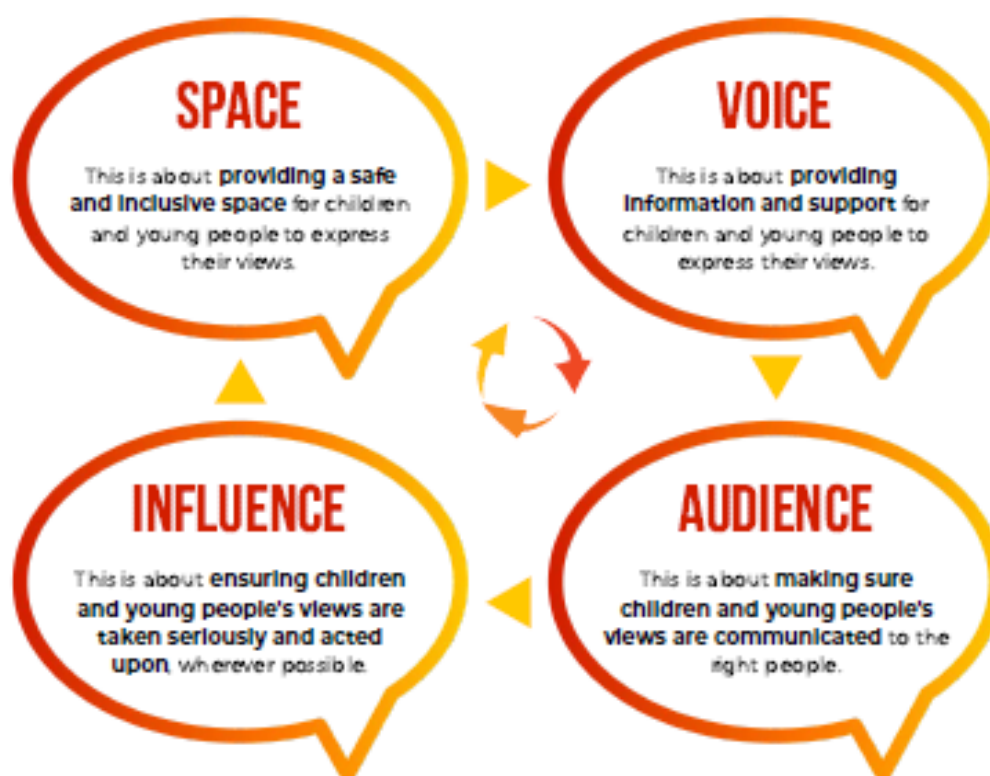 SPACE
This is about providing a safe
and inclusive space for children
and young people to express
their views.
VOICE
This is about providing
information and support for
children and young people to
express their views.
INFLUENCE
This is about ensuring children
and young people's views are
taken seriously and acted
upon, wherever possible.
AUDIENCE
This is about making sure
children and young people's
views are communicated to the
right people.